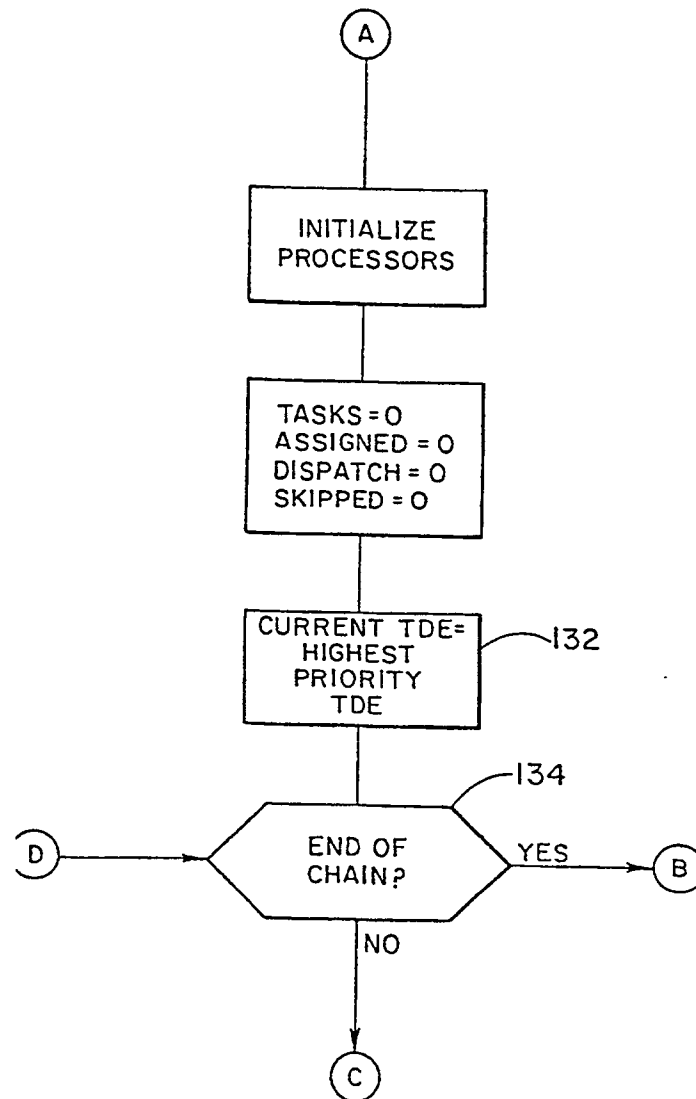 A
INITIALIZE
PROCESSORS
TASKS = 0
ASSIGNED = 0
DISPATCH = 0
SKIPPED = 0
CURRENT TDE=
HIGHEST
PRIORITY
TDE
132
134
D
END OF
CHAIN?
YES
B
NO
C